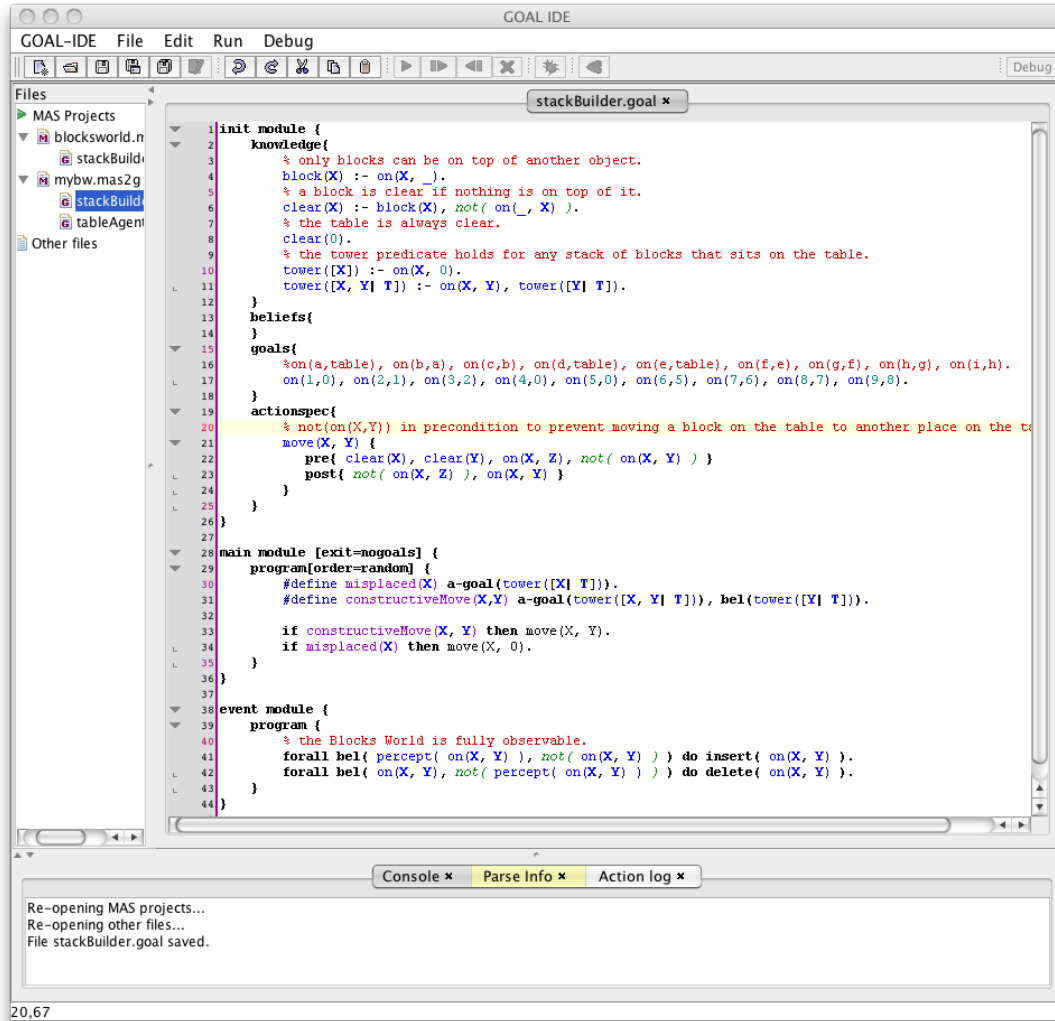 GOAL IDE
GOAL-IDE File Edit Run Debug
Debug
Files
MAS Projects
blocksworld.m
stackBuilde
mybw.mas2g
stackBuilde
tableAgent
Other files
stackBuilder.goal ×
1 init module {
2 knowledge{
3 % only blocks can be on top of another object.
4 block(X) :- on(X, _).
5 % a block is clear if nothing is on top of it.
6 clear(X) :- block(X), not( on(_, X) ).
7 % the table is always clear.
8 clear(0).
9 % the tower predicate holds for any stack of blocks that sits on the table.
10 tower([X]) :- on(X, 0).
11 tower([X, Y| T]) :- on(X, Y), tower([Y| T]).
12 }
13 beliefs{
14 }
15 goals{
16 %on(a,table), on(b,a), on(c,b), on(d,table), on(e,table), on(f,e), on(g,f), on(h,g), on(i,h).
17 on(1,0), on(2,1), on(3,2), on(4,0), on(5,0), on(6,5), on(7,6), on(8,7), on(9,8).
18 }
19 actionspec{
20 % not(on(X,Y)) in precondition to prevent moving a block on the table to another place on the ta
21 move(X, Y) {
22 pre{ clear(X), clear(Y), on(X, Z), not( on(X, Y) ) }
23 post{ not( on(X, Z) ), on(X, Y) }
24 }
25 }
26 }
27
28 main module [exit=nogoals] {
29 program[order=random] {
30 #define misplaced(X) a-goal(tower([X| T])).
31 #define constructiveMove(X,Y) a-goal(tower([X, Y| T])), bel(tower([Y| T])).
32
33 if constructiveMove(X, Y) then move(X, Y).
34 if misplaced(X) then move(X, 0).
35 }
36 }
37
38 event module {
39 program {
40 % the Blocks World is fully observable.
41 forall bel( percept( on(X, Y) ), not( on(X, Y) ) ) do insert( on(X, Y) ).
42 forall bel( on(X, Y), not( percept( on(X, Y) ) ) ) do delete( on(X, Y) ).
43 }
44 }
Console × Parse Info × Action log ×
Re-opening MAS projects...
Re-opening other files...
File stackBuilder.goal saved.
20,67